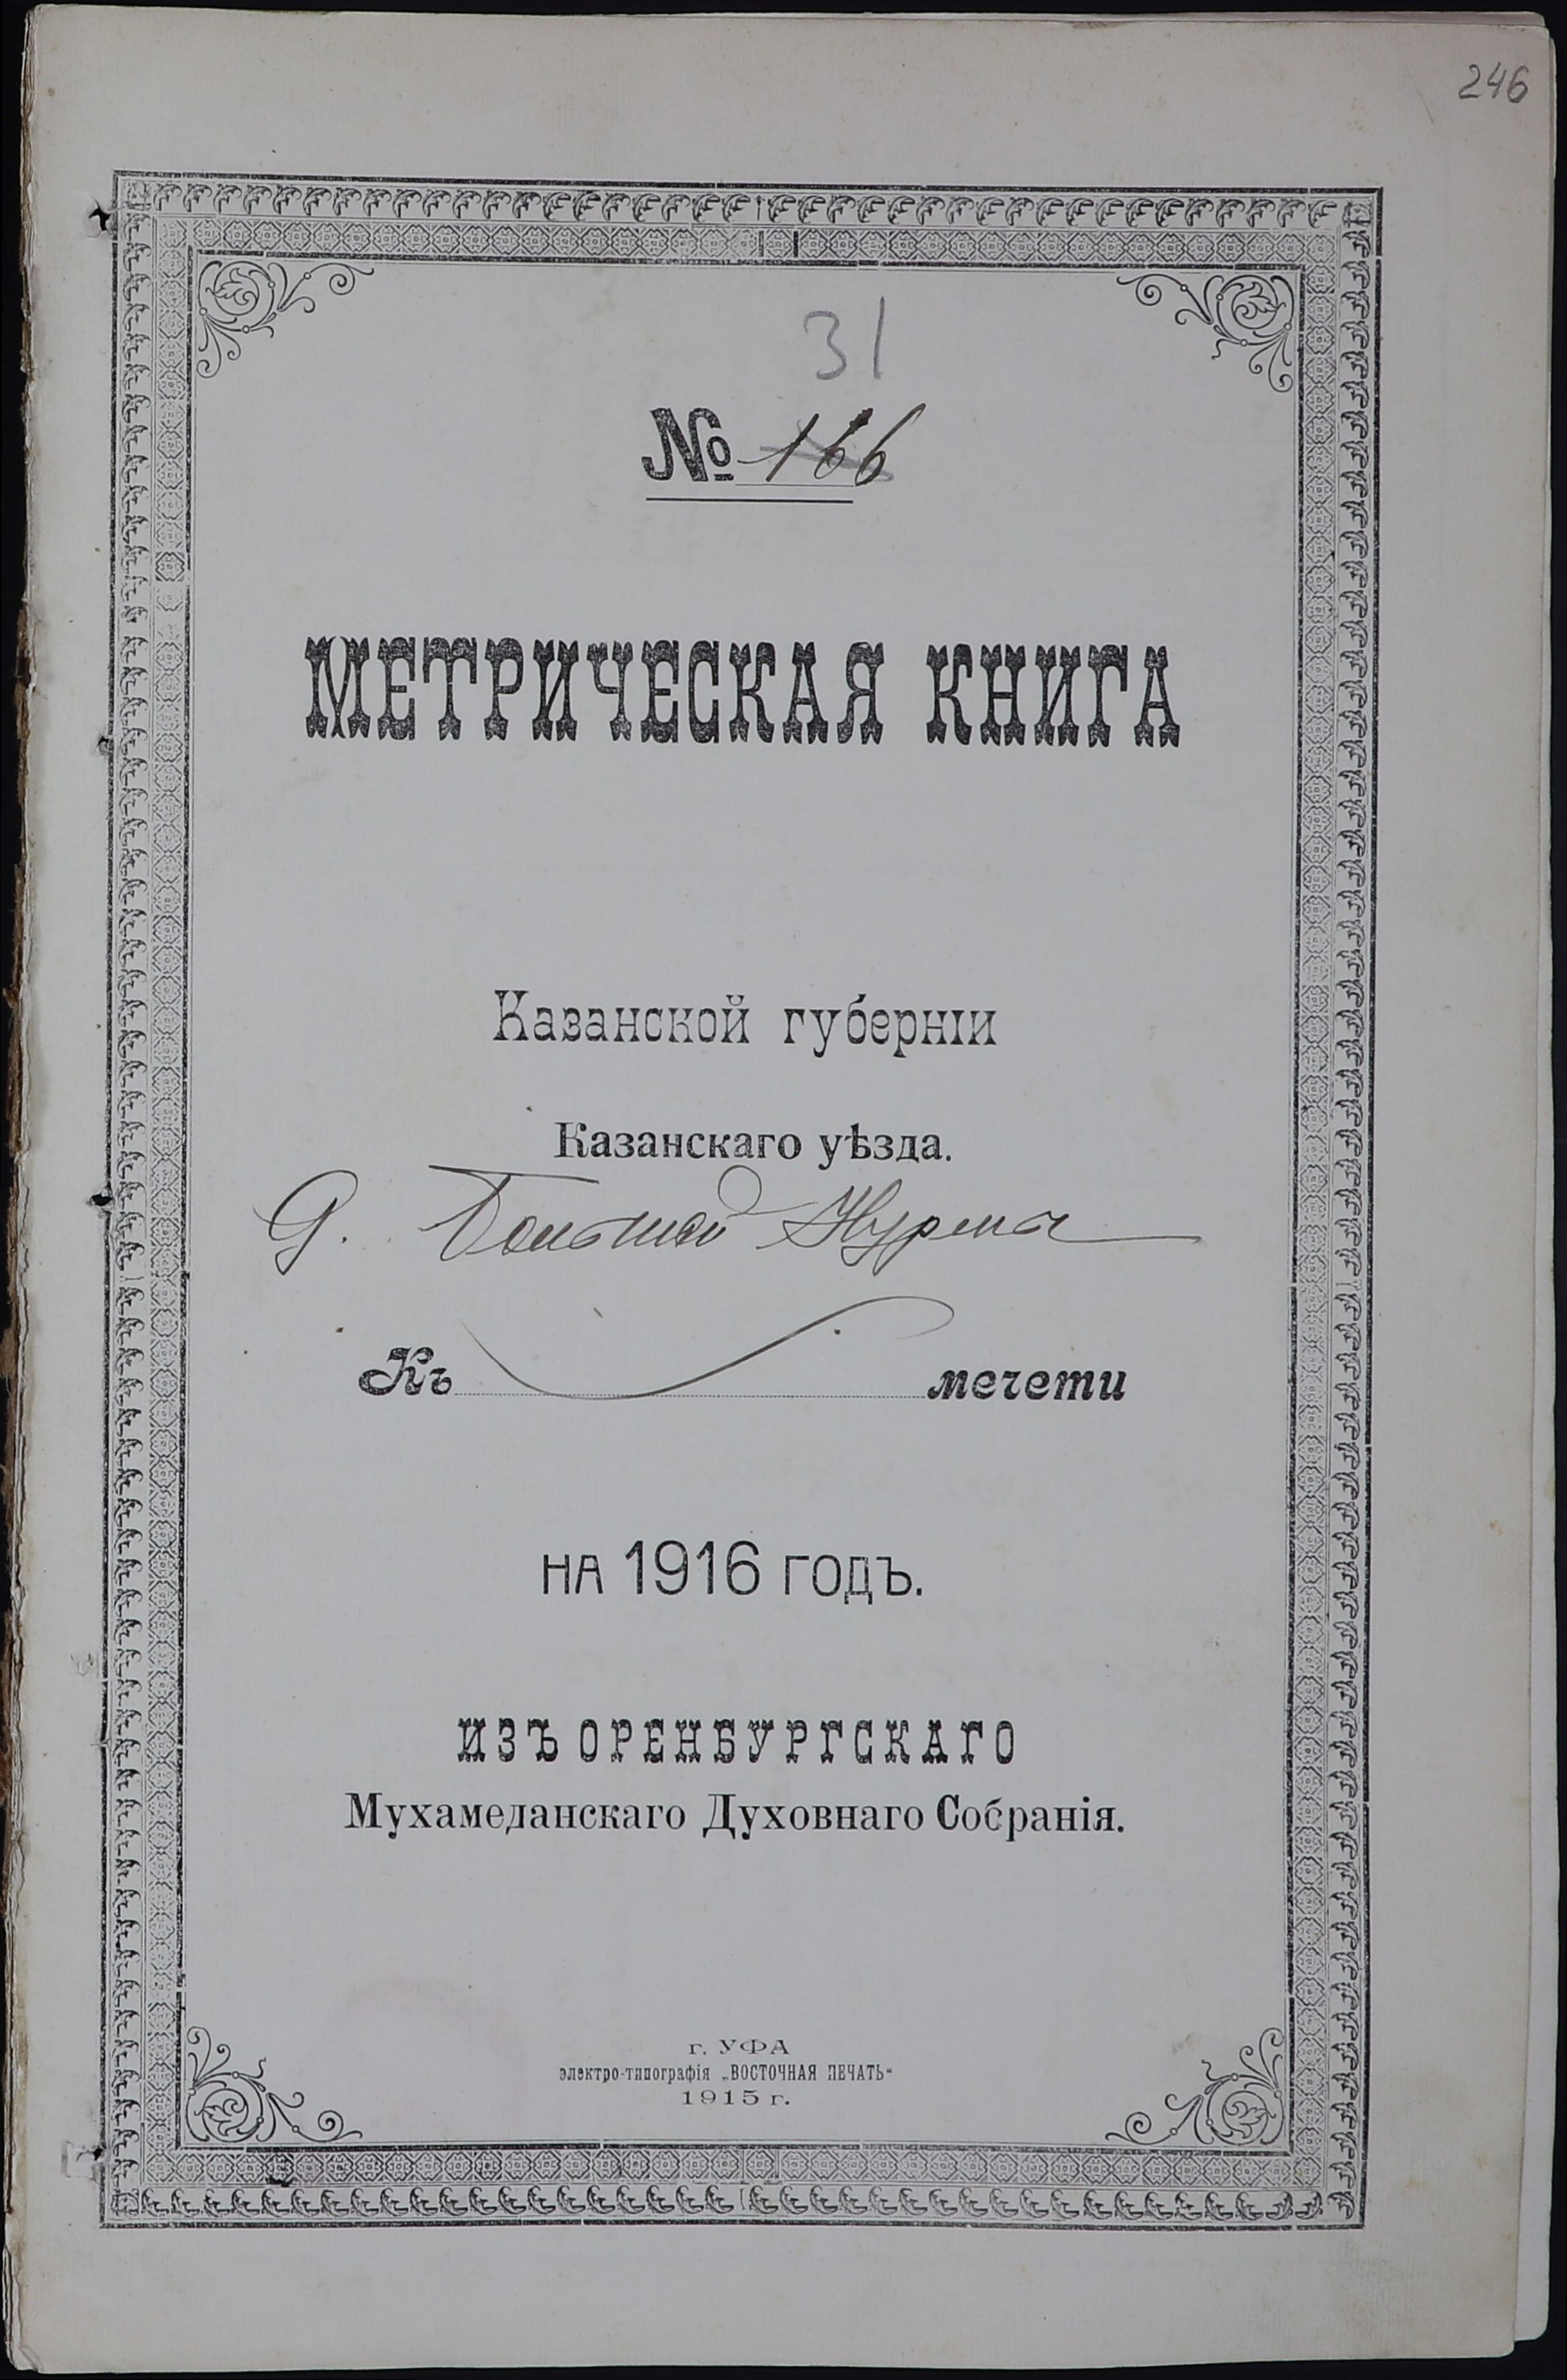 246
31
№ 166
МЕТРИЧЕСКАЯ КНИГА
Казанской губерніи
Казанскаго уѣзда.
Д. Большой Нурма
Къ мечети
на 1916 годъ.
ИЗЪ ОРЕНБУРГСКАГО
Мухамеданскаго Духовнаго Собранія.
г. УФА
электро-типографія „ВОСТОЧНАЯ ПЕЧАТЬ“
1915 г.